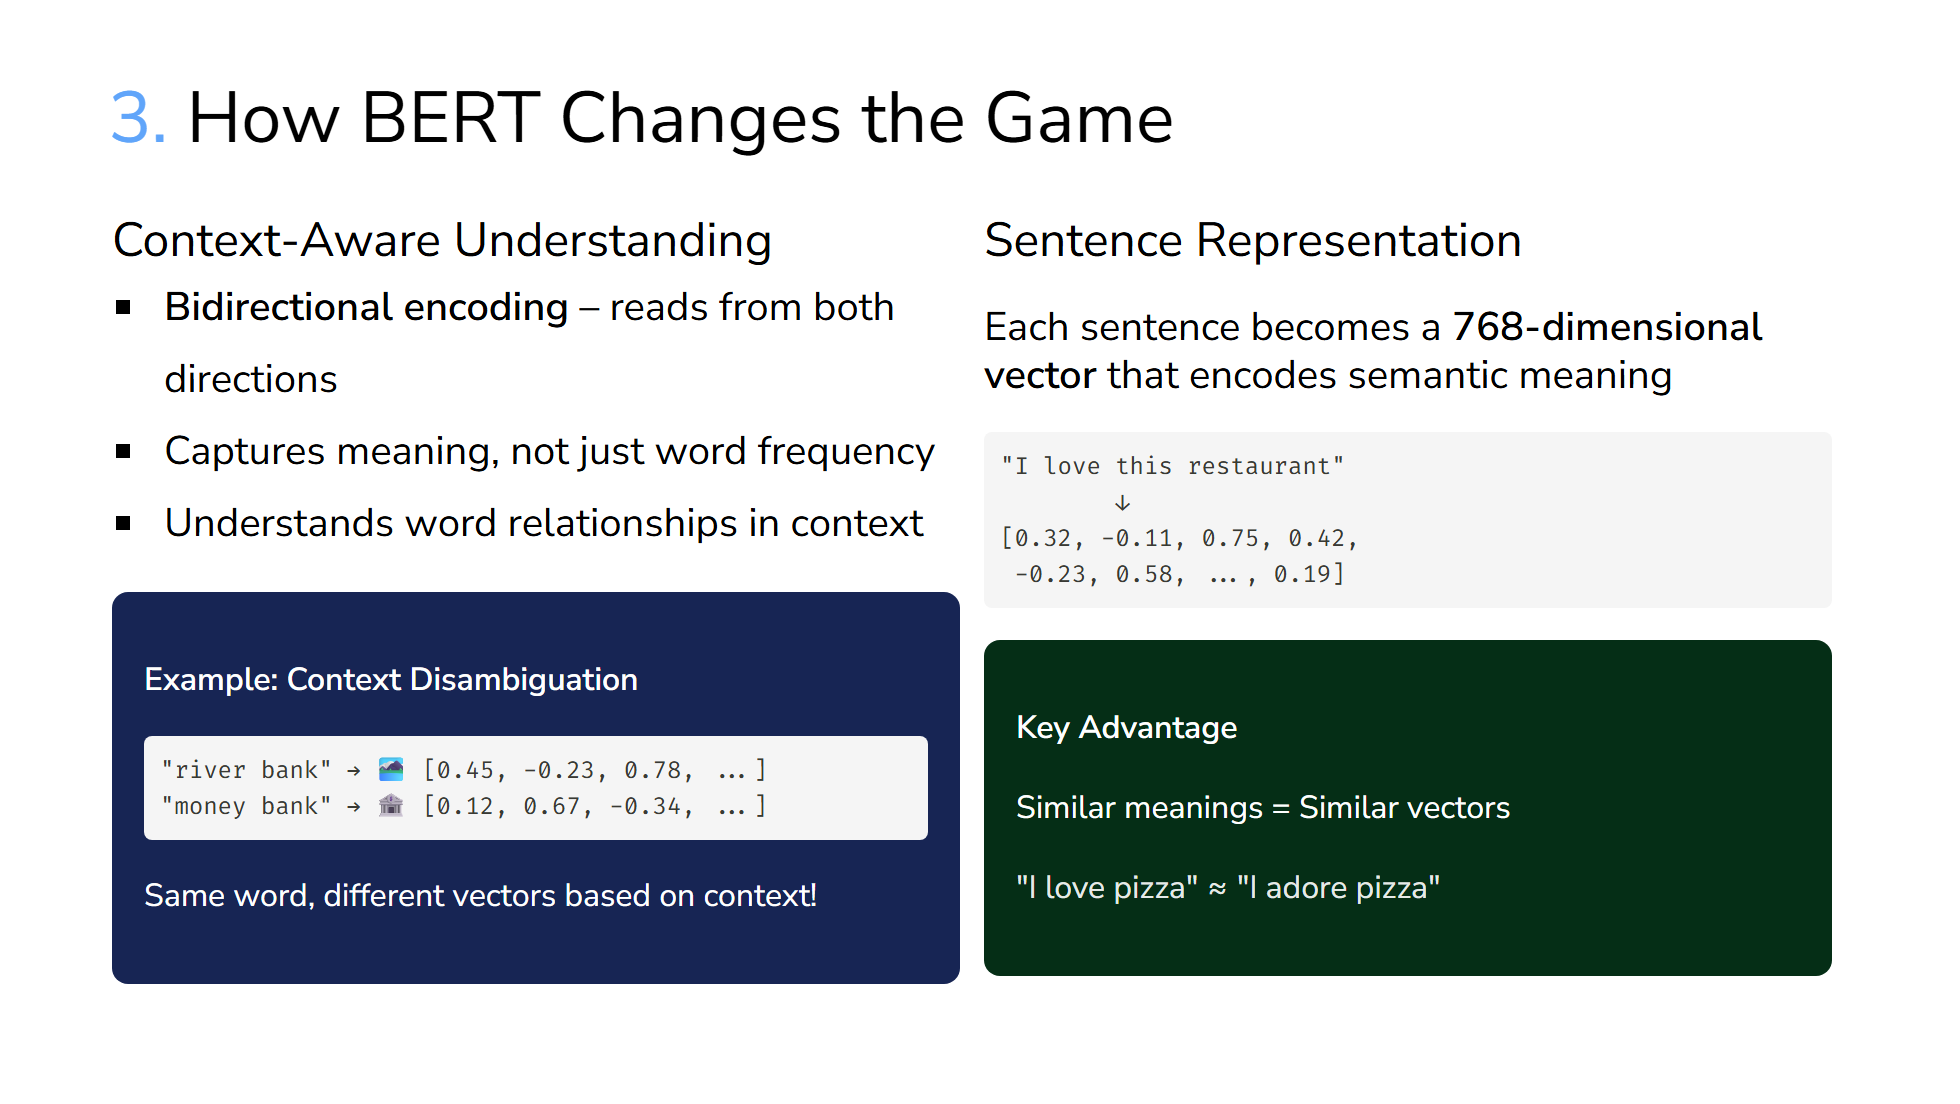 3. How BERT Changes the Game
Context-Aware Understanding
▪ Bidirectional encoding – reads from both
directions
▪ Captures meaning, not just word frequency
▪ Understands word relationships in context
Example: Context Disambiguation
"river bank" → 🏞️ [0.45, -0.23, 0.78, ...]
"money bank" → 🏛️ [0.12, 0.67, -0.34, ...]
Same word, different vectors based on context!
Sentence Representation
Each sentence becomes a 768-dimensional
vector that encodes semantic meaning
"I love this restaurant"
↓
[0.32, -0.11, 0.75, 0.42,
-0.23, 0.58, ..., 0.19]
Key Advantage
Similar meanings = Similar vectors
"I love pizza" ≈ "I adore pizza"